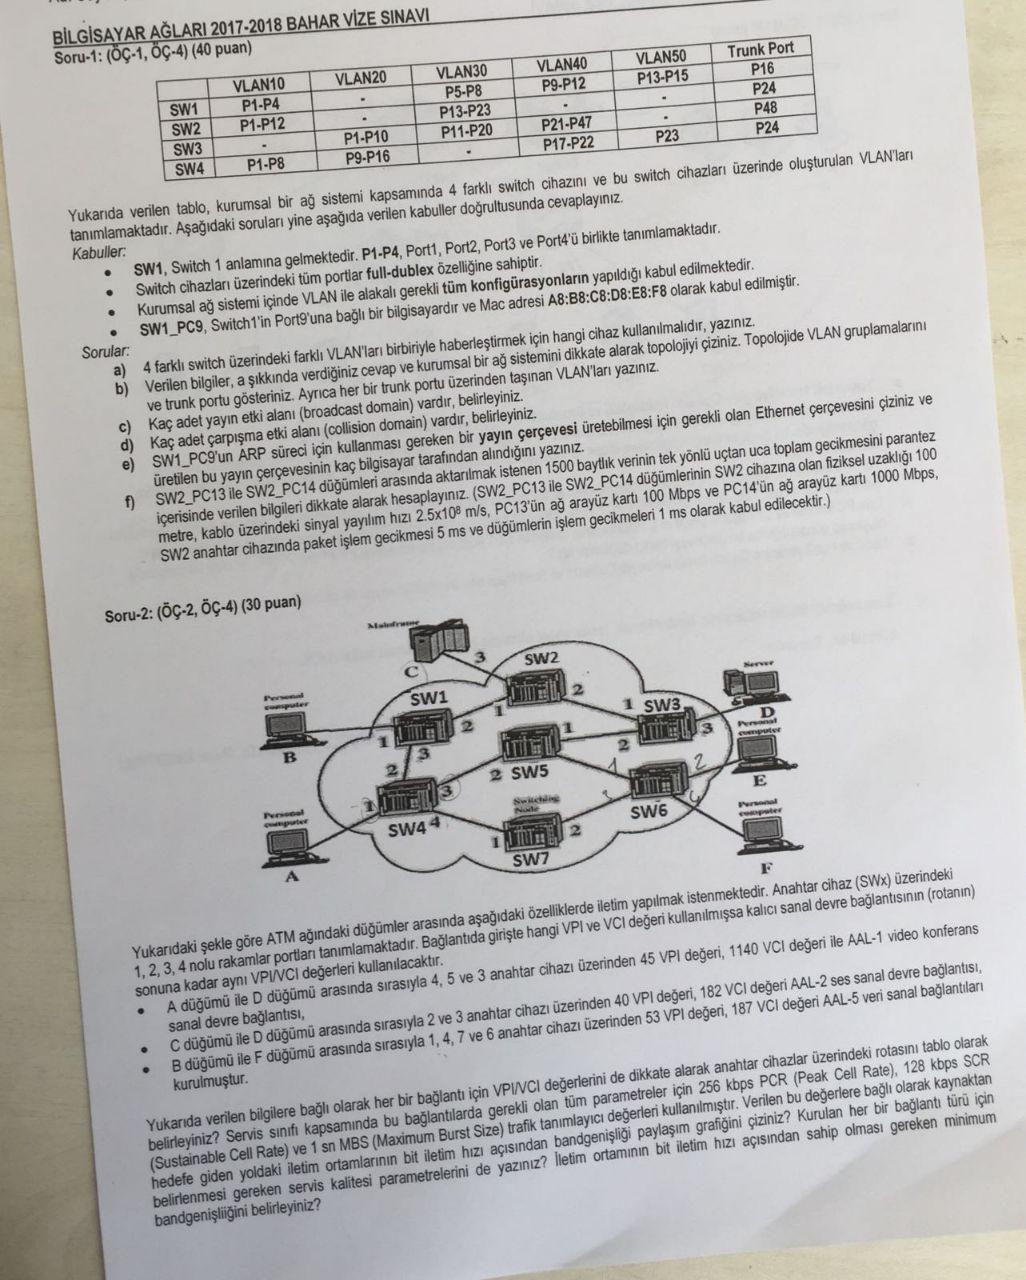 BİLGİSAYAR AĞLARI 2017-2018 BAHAR VİZE SINAVI
Soru-1: (ÖÇ-1, ÖÇ-4) (40 puan)
VLAN10 VLAN20 VLAN30 VLAN40 VLAN50 Trunk Port
SW1 P1-P4 - P5-P8 P9-P12 P13-P15 P16
SW2 P1-P12 - P13-P23 - - P24
SW3 - P1-P10 P11-P20 P21-P47 - P48
SW4 P1-P8 P9-P16 - P17-P22 P23 P24
Yukarıda verilen tablo, kurumsal bir ağ sistemi kapsamında 4 farklı switch cihazını ve bu switch cihazları üzerinde oluşturulan VLAN'ları
tanımlamaktadır. Aşağıdaki soruları yine aşağıda verilen kabuller doğrultusunda cevaplayınız.
Kabuller:
• SW1, Switch 1 anlamına gelmektedir. P1-P4, Port1, Port2, Port3 ve Port4'ü birlikte tanımlamaktadır.
• Switch cihazları üzerindeki tüm portlar full-dublex özelliğine sahiptir.
• Kurumsal ağ sistemi içinde VLAN ile alakalı gerekli tüm konfigürasyonların yapıldığı kabul edilmektedir.
• SW1_PC9, Switch1'in Port9'una bağlı bir bilgisayardır ve Mac adresi A8:B8:C8:D8:E8:F8 olarak kabul edilmiştir.
Sorular:
a) 4 farklı switch üzerindeki farklı VLAN'ları birbiriyle haberleştirmek için hangi cihaz kullanılmalıdır, yazınız.
b) Verilen bilgiler, a şıkkında verdiğiniz cevap ve kurumsal bir ağ sistemini dikkate alarak topolojiyi çiziniz. Topolojide VLAN gruplamalarını
ve trunk portu gösteriniz. Ayrıca her bir trunk portu üzerinden taşınan VLAN'ları yazınız.
c) Kaç adet yayın etki alanı (broadcast domain) vardır, belirleyiniz.
d) Kaç adet çarpışma etki alanı (collision domain) vardır, belirleyiniz.
e) SW1_PC9'un ARP süreci için kullanması gereken bir yayın çerçevesi üretebilmesi için gerekli olan Ethernet çerçevesini çiziniz ve
üretilen bu yayın çerçevesinin kaç bilgisayar tarafından alındığını yazınız.
f) SW2_PC13 ile SW2_PC14 düğümleri arasında aktarılmak istenen 1500 baytlık verinin tek yönlü uçtan uca toplam gecikmesini parantez
içerisinde verilen bilgileri dikkate alarak hesaplayınız. (SW2_PC13 ile SW2_PC14 düğümlerinin SW2 cihazına olan fiziksel uzaklığı 100
metre, kablo üzerindeki sinyal yayılım hızı 2.5x10⁸ m/s, PC13'ün ağ arayüz kartı 100 Mbps ve PC14'ün ağ arayüz kartı 1000 Mbps,
SW2 anahtar cihazında paket işlem gecikmesi 5 ms ve düğümlerin işlem gecikmeleri 1 ms olarak kabul edilecektir.)
Soru-2: (ÖÇ-2, ÖÇ-4) (30 puan)
Mainframe
C 3 SW2
1 2
Personal
computer
B
SW1
1 2 3
1 SW3 3
2
Server
D
Personal
computer
E
1
2 SW5
2
1 3
SW4 4
Switching
Node
1 2
SW7
1 2
SW6
Personal
computer
A
Personal
computer
F
Yukarıdaki şekle göre ATM ağındaki düğümler arasında aşağıdaki özelliklerde iletim yapılmak istenmektedir. Anahtar cihaz (SWx) üzerindeki
1, 2, 3, 4 nolu rakamlar portları tanımlamaktadır. Bağlantıda girişte hangi VPI ve VCI değeri kullanılmışsa kalıcı sanal devre bağlantısının (rotanın)
sonuna kadar aynı VPI/VCI değerleri kullanılacaktır.
• A düğümü ile D düğümü arasında sırasıyla 4, 5 ve 3 anahtar cihazı üzerinden 45 VPI değeri, 1140 VCI değeri ile AAL-1 video konferans
sanal devre bağlantısı,
• C düğümü ile D düğümü arasında sırasıyla 2 ve 3 anahtar cihazı üzerinden 40 VPI değeri, 182 VCI değeri AAL-2 ses sanal devre bağlantısı,
• B düğümü ile F düğümü arasında sırasıyla 1, 4, 7 ve 6 anahtar cihazı üzerinden 53 VPI değeri, 187 VCI değeri AAL-5 veri sanal bağlantıları
kurulmuştur.
Yukarıda verilen bilgilere bağlı olarak her bir bağlantı için VPI/VCI değerlerini de dikkate alarak anahtar cihazlar üzerindeki rotasını tablo olarak
belirleyiniz? Servis sınıfı kapsamında bu bağlantılarda gerekli olan tüm parametreler için 256 kbps PCR (Peak Cell Rate), 128 kbps SCR
(Sustainable Cell Rate) ve 1 sn MBS (Maximum Burst Size) trafik tanımlayıcı değerleri kullanılmıştır. Verilen bu değerlere bağlı olarak kaynaktan
hedefe giden yoldaki iletim ortamlarının bit iletim hızı açısından bandgenişliği paylaşım grafiğini çiziniz? Kurulan her bir bağlantı türü için
belirlenmesi gereken servis kalitesi parametrelerini de yazınız? İletim ortamının bit iletim hızı açısından sahip olması gereken minimum
bandgenişliiğini belirleyiniz?